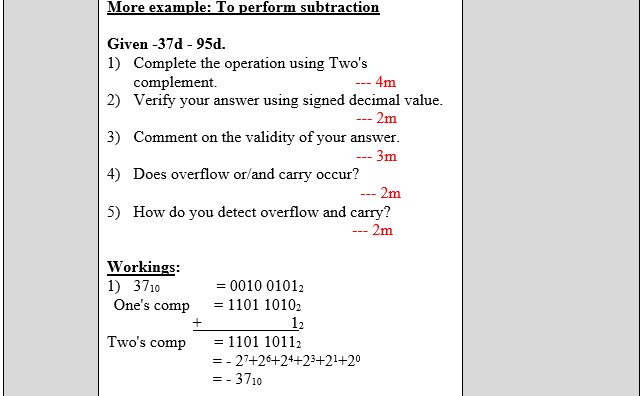 More example: To perform subtraction
Given -37d - 95d.
1) Complete the operation using Two's
complement. --- 4m
2) Verify your answer using signed decimal value.
--- 2m
3) Comment on the validity of your answer.
--- 3m
4) Does overflow or/and carry occur?
--- 2m
5) How do you detect overflow and carry?
--- 2m
Workings:
1) 37₁₀ = 0010 0101₂
One's comp = 1101 1010₂
+ 1₂
Two's comp = 1101 1011₂
= - 2⁷+2⁶+2⁴+2³+2¹+2⁰
= - 37₁₀